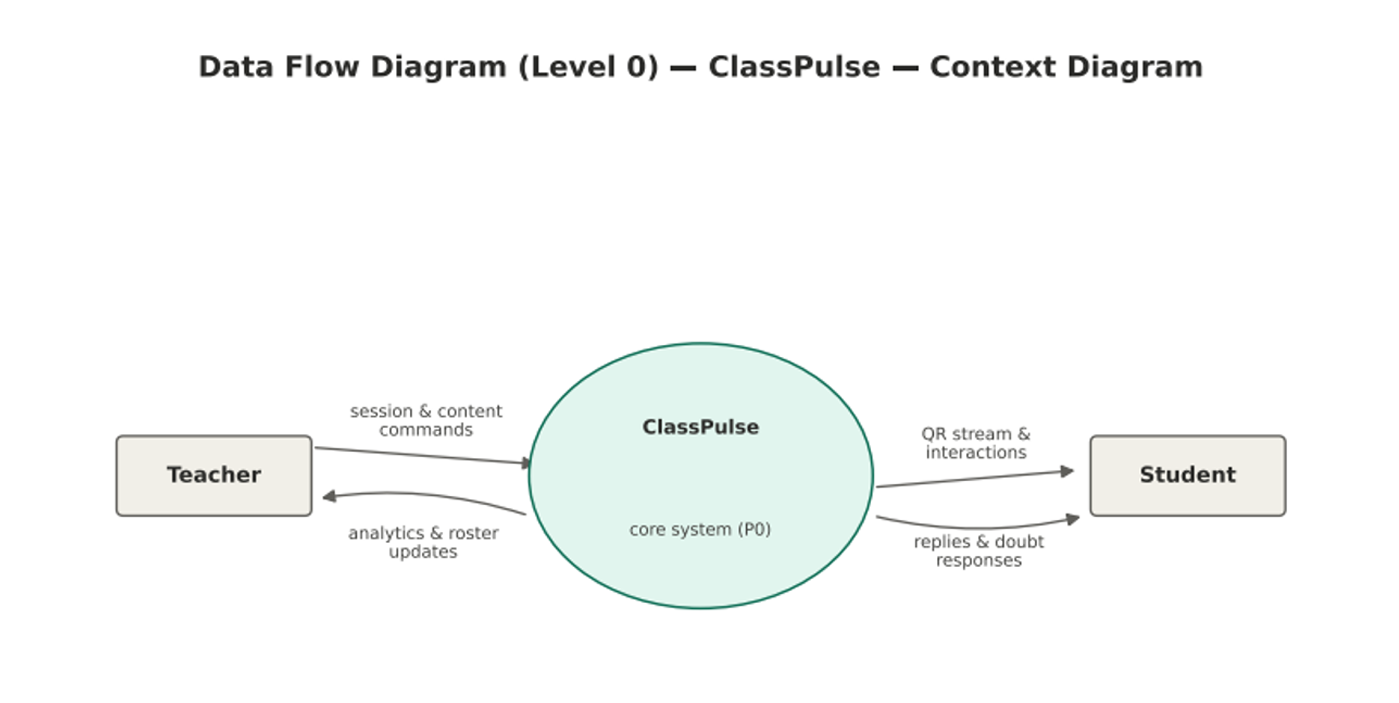 Data Flow Diagram (Level 0) — ClassPulse — Context Diagram
session & content
commands
Teacher
analytics & roster
updates
ClassPulse
core system (P0)
QR stream &
interactions
Student
replies & doubt
responses